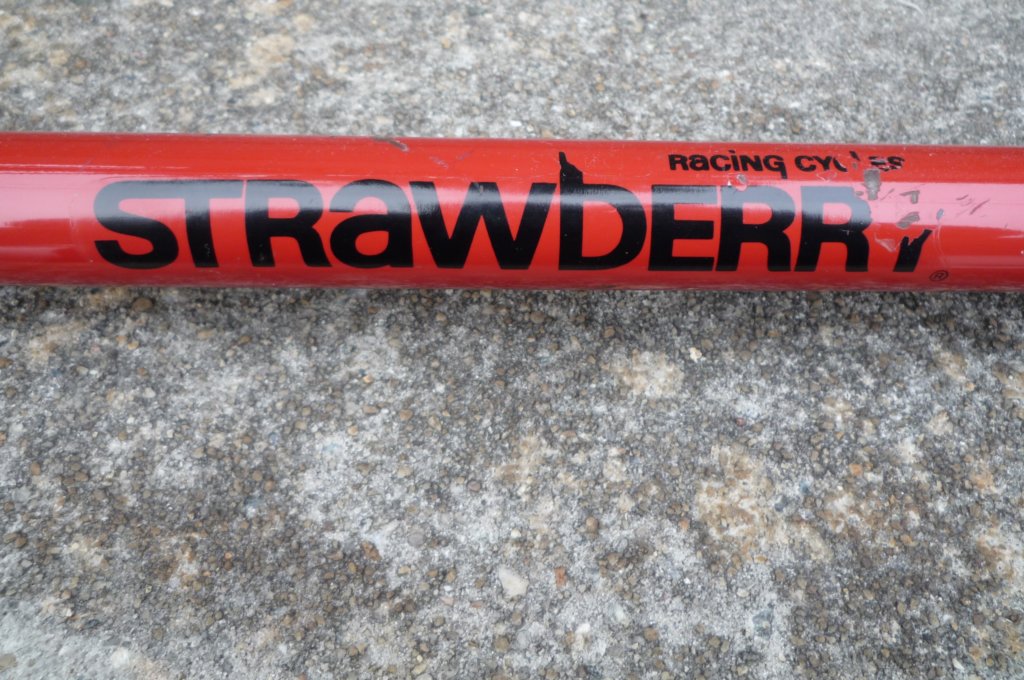 RaCiNG CYCLES
STRaWbERRY
®